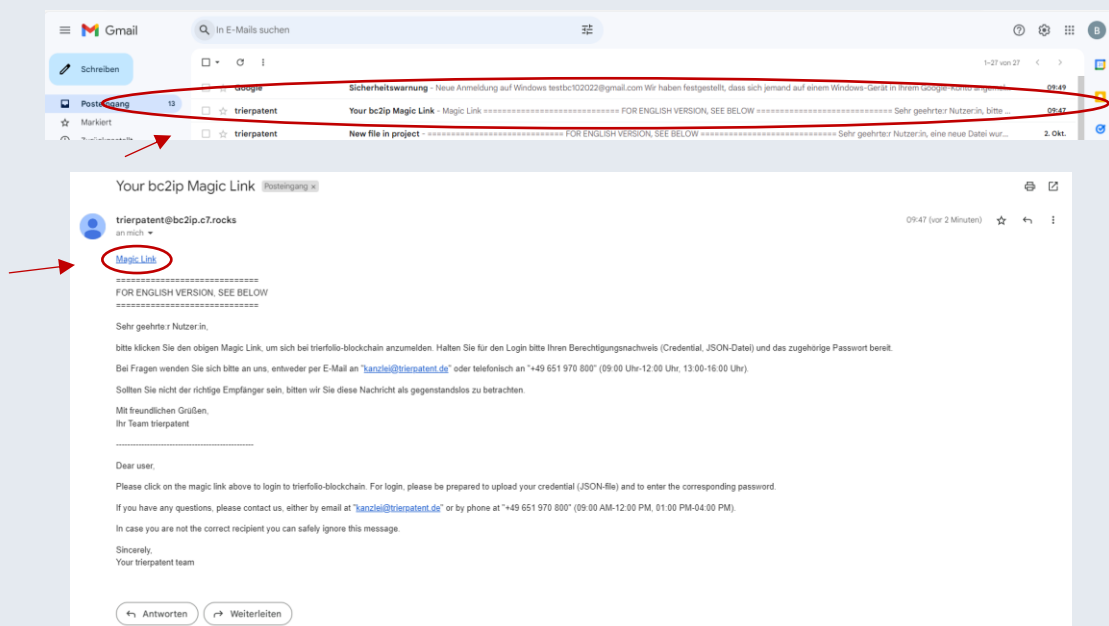 Gmail
In E-Mails suchen
B
Schreiben
1–27 von 27
Google Sicherheitswarnung - Neue Anmeldung auf Windows testbc102022@gmail.com Wir haben festgestellt, dass sich jemand auf einem Windows-Gerät in Ihrem Google-Konto 09:49
Posteingang 13
trierpatent Your bc2ip Magic Link - Magic Link ============================ FOR ENGLISH VERSION, SEE BELOW ============================ Sehr geehrte:r Nutzer:in, bitte ... 09:47
Markiert
trierpatent New file in project - ============================ FOR ENGLISH VERSION, SEE BELOW ============================ Sehr geehrte:r Nutzer:in, eine neue Datei wur... 2. Okt.
Your bc2ip Magic Link Posteingang x
trierpatent@bc2ip.c7.rocks 09:47 (vor 2 Minuten)
an mich
Magic Link
=============================
FOR ENGLISH VERSION, SEE BELOW
=============================
Sehr geehrte:r Nutzer:in,
bitte klicken Sie den obigen Magic Link, um sich bei trierfolio-blockchain anzumelden. Halten Sie für den Login bitte Ihren Berechtigungsnachweis (Credential, JSON-Datei) und das zugehörige Passwort bereit.
Bei Fragen wenden Sie sich bitte an uns, entweder per E-Mail an "kanzlei@trierpatent.de" oder telefonisch an "+49 651 970 800" (09:00 Uhr-12:00 Uhr, 13:00-16:00 Uhr).
Sollten Sie nicht der richtige Empfänger sein, bitten wir Sie diese Nachricht als gegenstandslos zu betrachten.
Mit freundlichen Grüßen,
Ihr Team trierpatent
------------------------------------------------
Dear user,
Please click on the magic link above to login to trierfolio-blockchain. For login, please be prepared to upload your credential (JSON-file) and to enter the corresponding password.
If you have any questions, please contact us, either by email at "kanzlei@trierpatent.de" or by phone at "+49 651 970 800" (09:00 AM-12:00 PM, 01:00 PM-04:00 PM).
In case you are not the correct recipient you can safely ignore this message.
Sincerely,
Your trierpatent team
Antworten
Weiterleiten